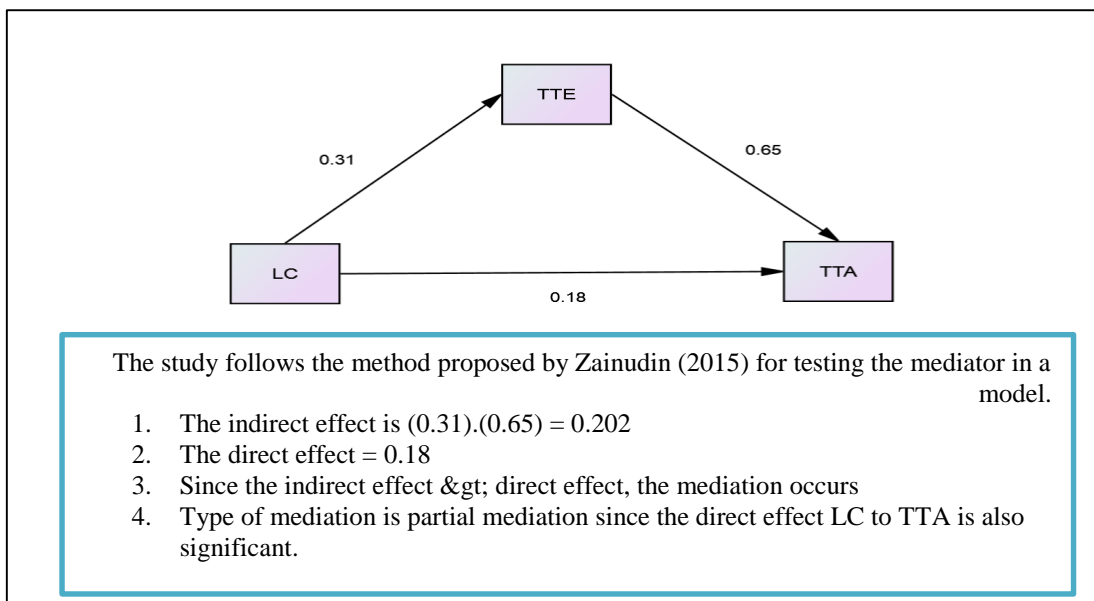 TTE
0.31
0.65
LC
TTA
0.18
The study follows the method proposed by Zainudin (2015) for testing the mediator in a
model.
1. The indirect effect is (0.31).(0.65) = 0.202
2. The direct effect = 0.18
3. Since the indirect effect &gt; direct effect, the mediation occurs
4. Type of mediation is partial mediation since the direct effect LC to TTA is also
significant.